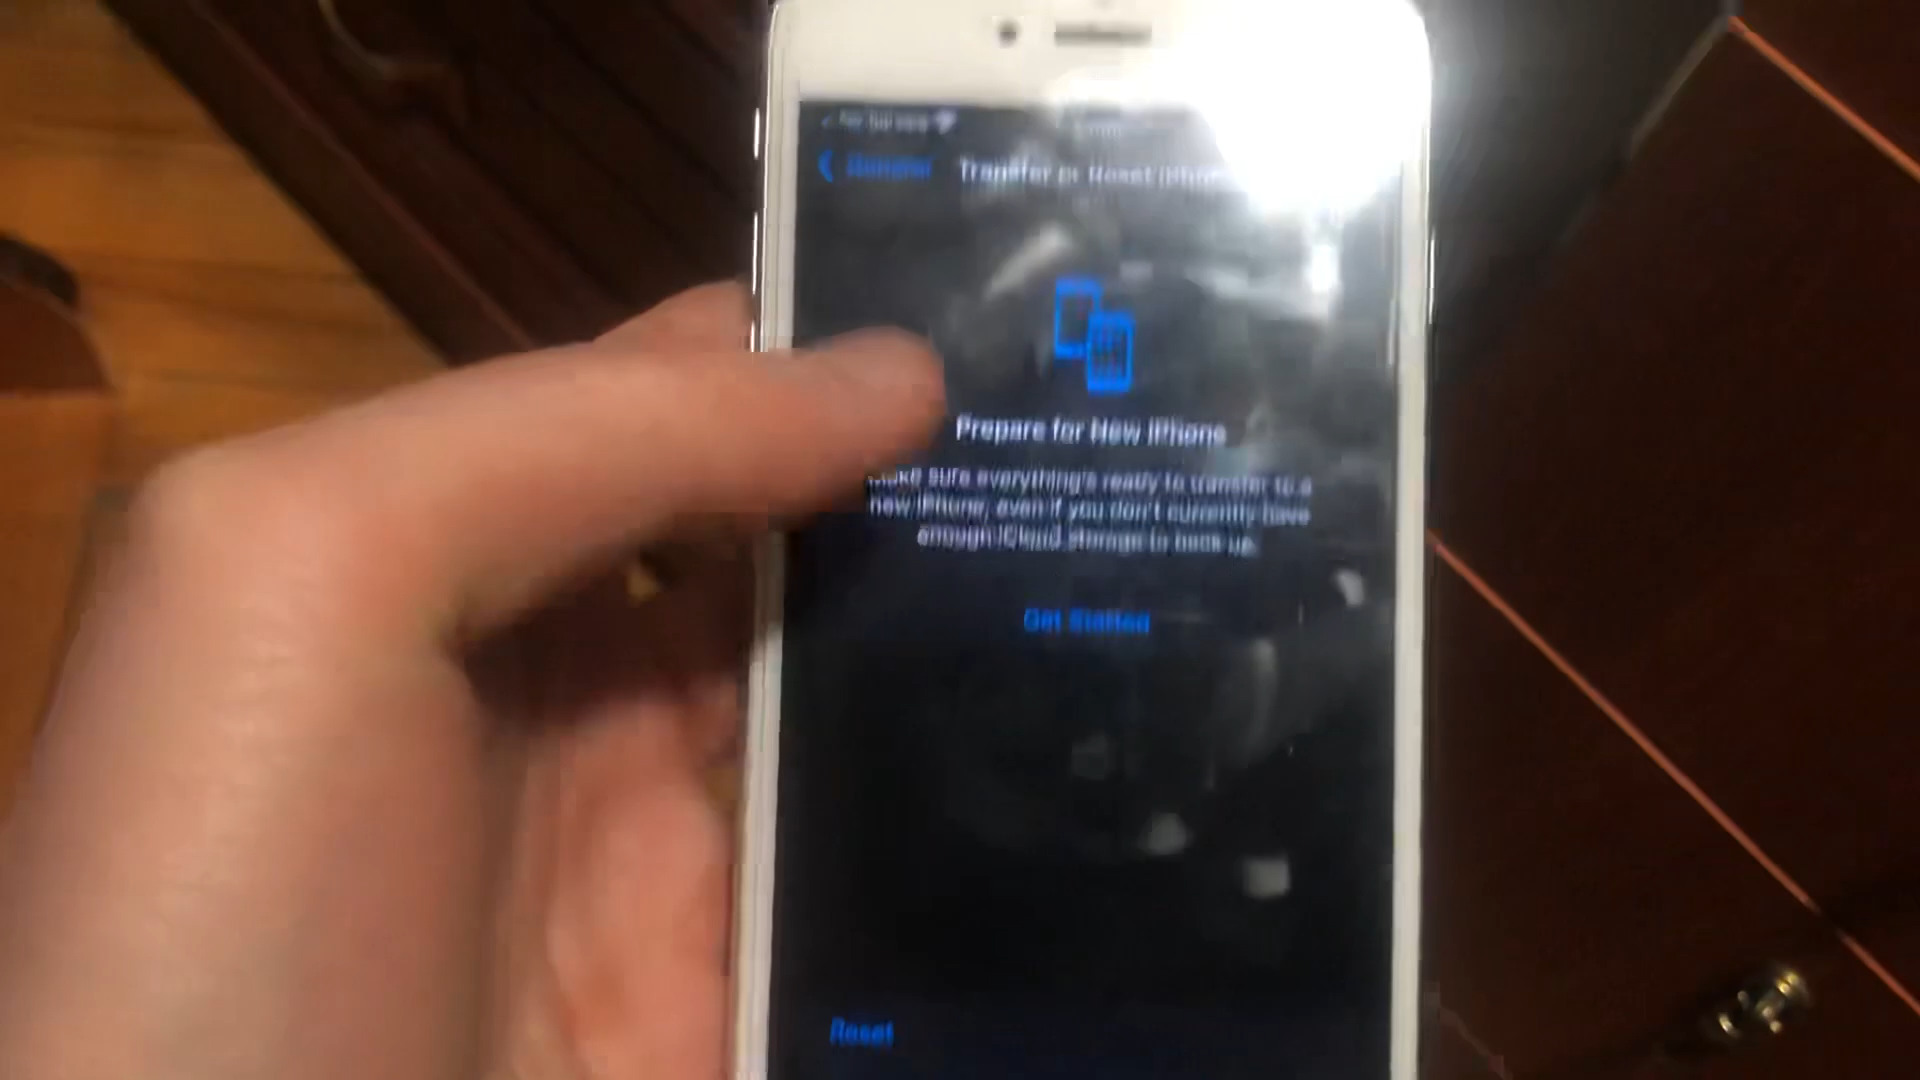 General Transfer or Reset iPhone
Prepare for New iPhone
Make sure everything's ready to transfer to a
new iPhone, even if you don't currently have
enough iCloud storage to back up.
Get Started
Reset